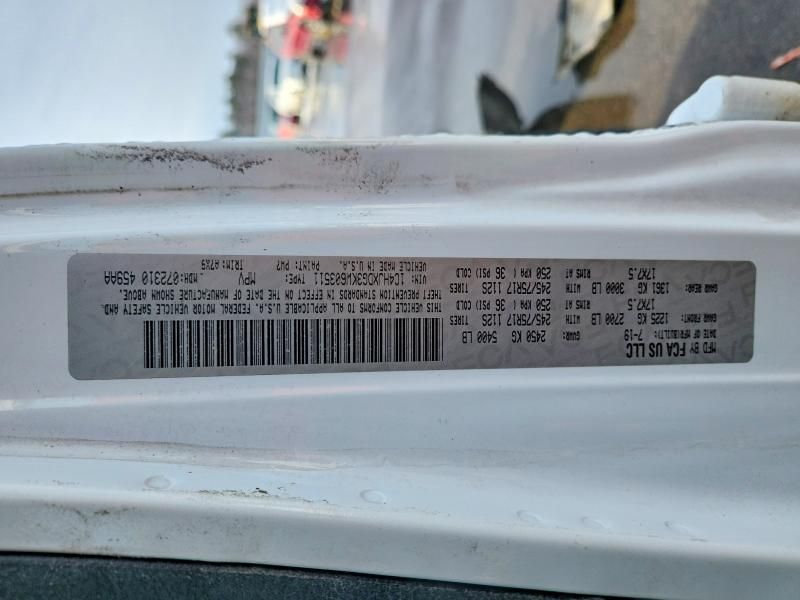 MFD BY FCA US LLC
DATE OF MFR(BUILT): 7-19 GVWR: 2450 KG 5400 LB
GAWR FRONT: 1225 KG 2700 LB WITH 245/75R17 112S TIRES
17X7.5 RIMS AT 250 KPA( 36 PSI) COLD
GAWR REAR: 1361 KG 3000 LB WITH 245/75R17 112S TIRES
17X7.5 RIMS AT 250 KPA( 36 PSI) COLD
THIS VEHICLE CONFORMS TO ALL APPLICABLE U.S.A. FEDERAL MOTOR VEHICLE SAFETY AND
THEFT PREVENTION STANDARDS IN EFFECT ON THE DATE OF MANUFACTURE SHOWN ABOVE.
VIN: 1C4HJXDG3KW603511 TYPE: MPV MDH:072310 459AA
PAINT: PW7 TRIM:A7X9
VEHICLE MADE IN U.S.A.